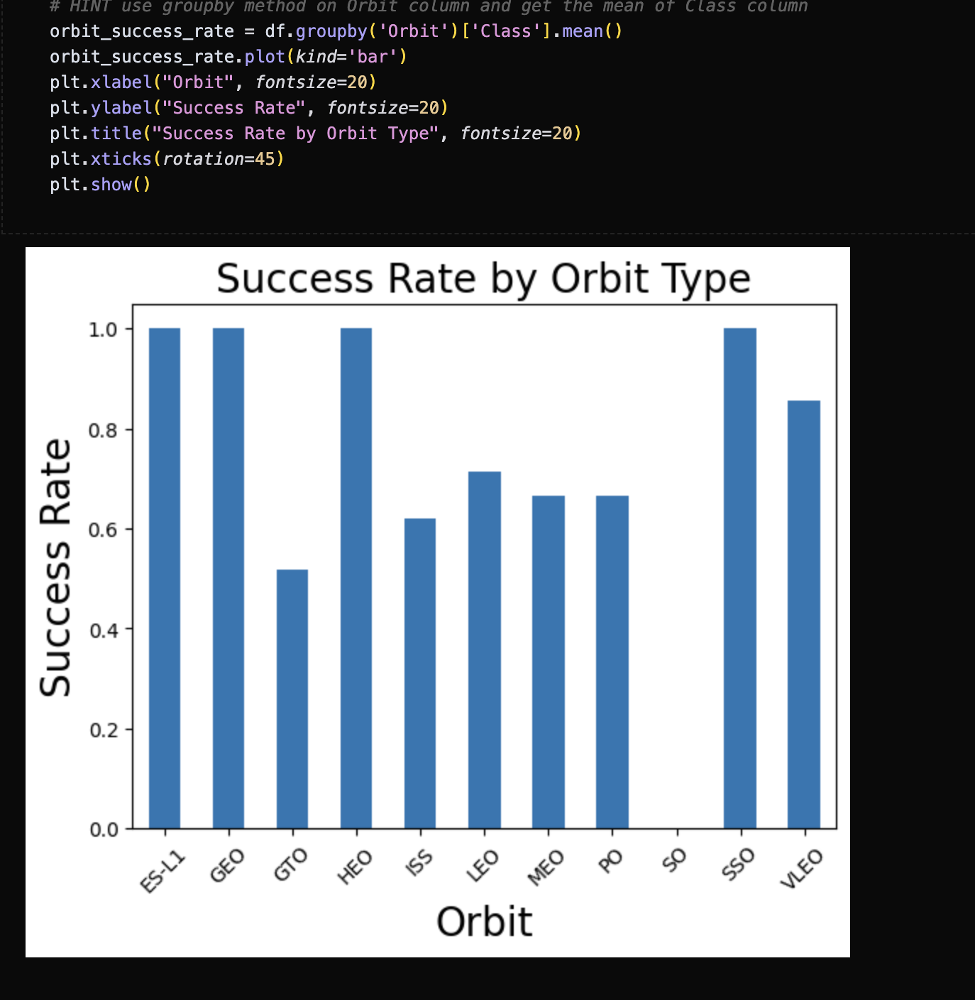 # HINT use groupby method on Orbit column and get the mean of Class column
orbit_success_rate = df.groupby('Orbit')['Class'].mean()
orbit_success_rate.plot(kind='bar')
plt.xlabel("Orbit", fontsize=20)
plt.ylabel("Success Rate", fontsize=20)
plt.title("Success Rate by Orbit Type", fontsize=20)
plt.xticks(rotation=45)
plt.show()
Success Rate by Orbit Type
1.0
0.8
0.6
0.4
0.2
0.0
Success Rate
ES-L1
GEO
GTO
HEO
ISS
LEO
MEO
PO
SO
SSO
VLEO
Orbit